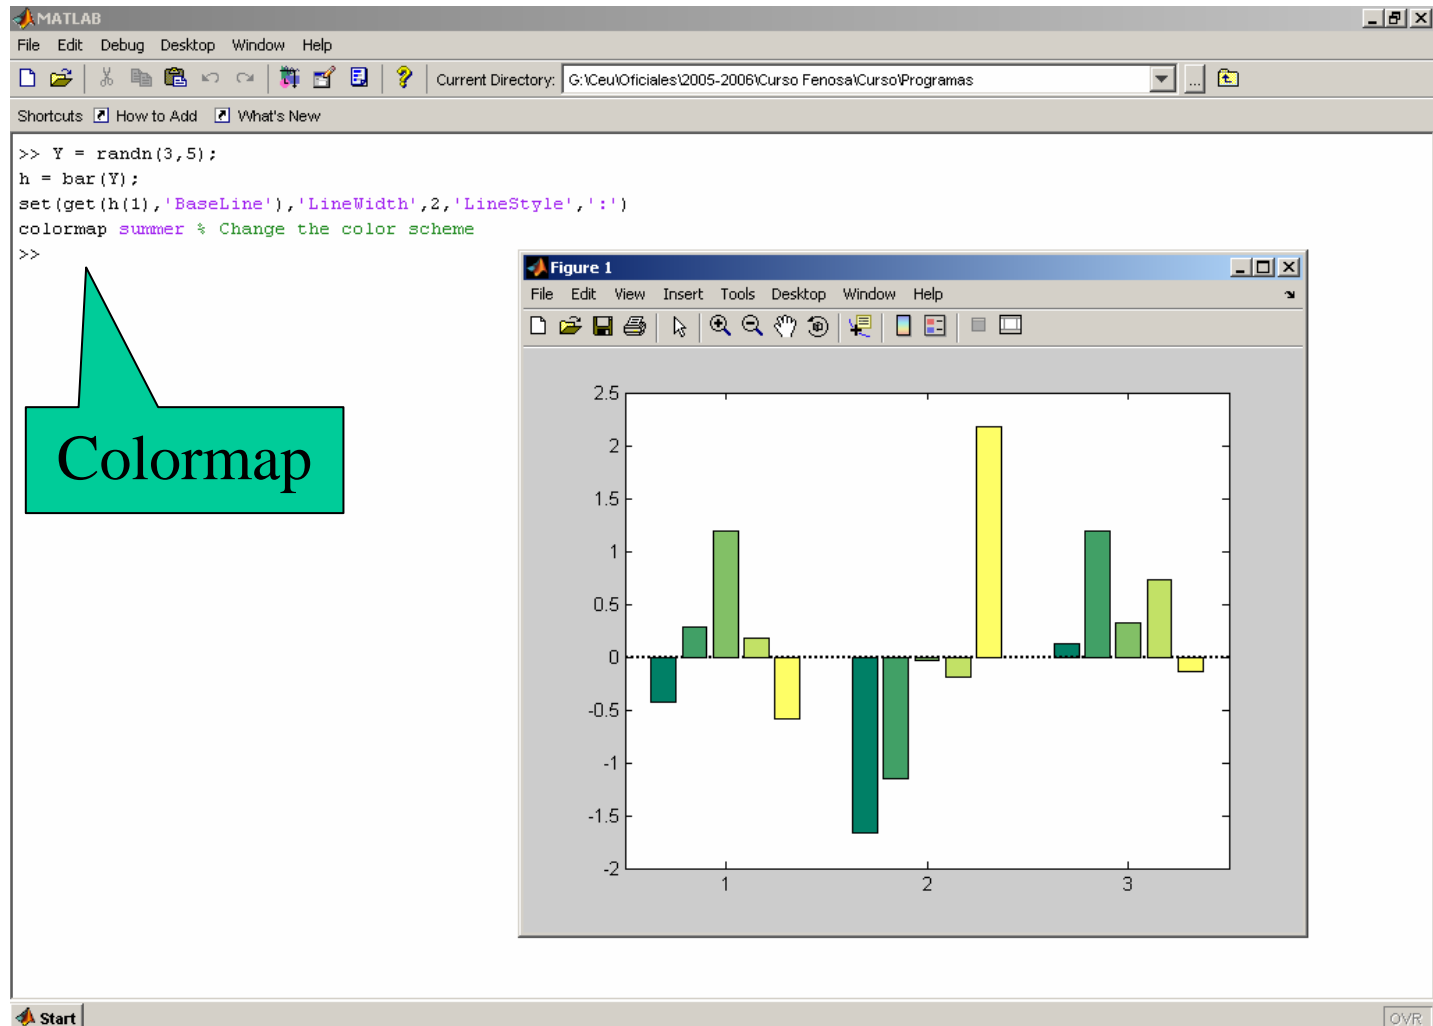 MATLAB
File Edit Debug Desktop Window Help
Current Directory: G:\Ceu\Oficiales\2005-2006\Curso Fenosa\Curso\Programas ...
Shortcuts How to Add What's New
>> Y = randn(3,5);
h = bar(Y);
set(get(h(1),'BaseLine'),'LineWidth',2,'LineStyle',':')
colormap summer % Change the color scheme
>>
Colormap
Figure 1
File Edit View Insert Tools Desktop Window Help
2.5
2
1.5
1
0.5
0
-0.5
-1
-1.5
-2
1 2 3
Start
OVR